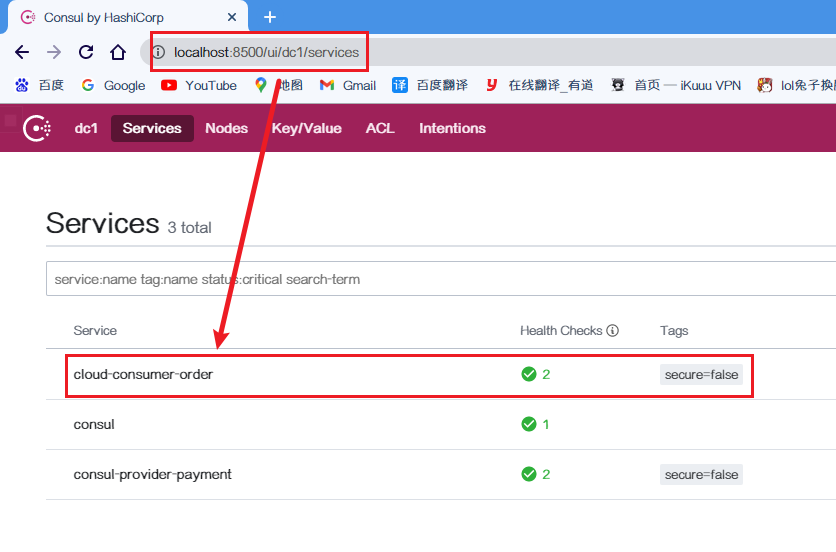 Consul by HashiCorp
localhost:8500/ui/dc1/services
百度 Google YouTube 地图 Gmail 百度翻译 在线翻译_有道 首页 — iKuuu VPN lol兔子换
dc1 Services Nodes Key/Value ACL Intentions
Services 3 total
service:name tag:name status:critical search-term
Service Health Checks Tags
cloud-consumer-order 2 secure=false
consul 1
consul-provider-payment 2 secure=false